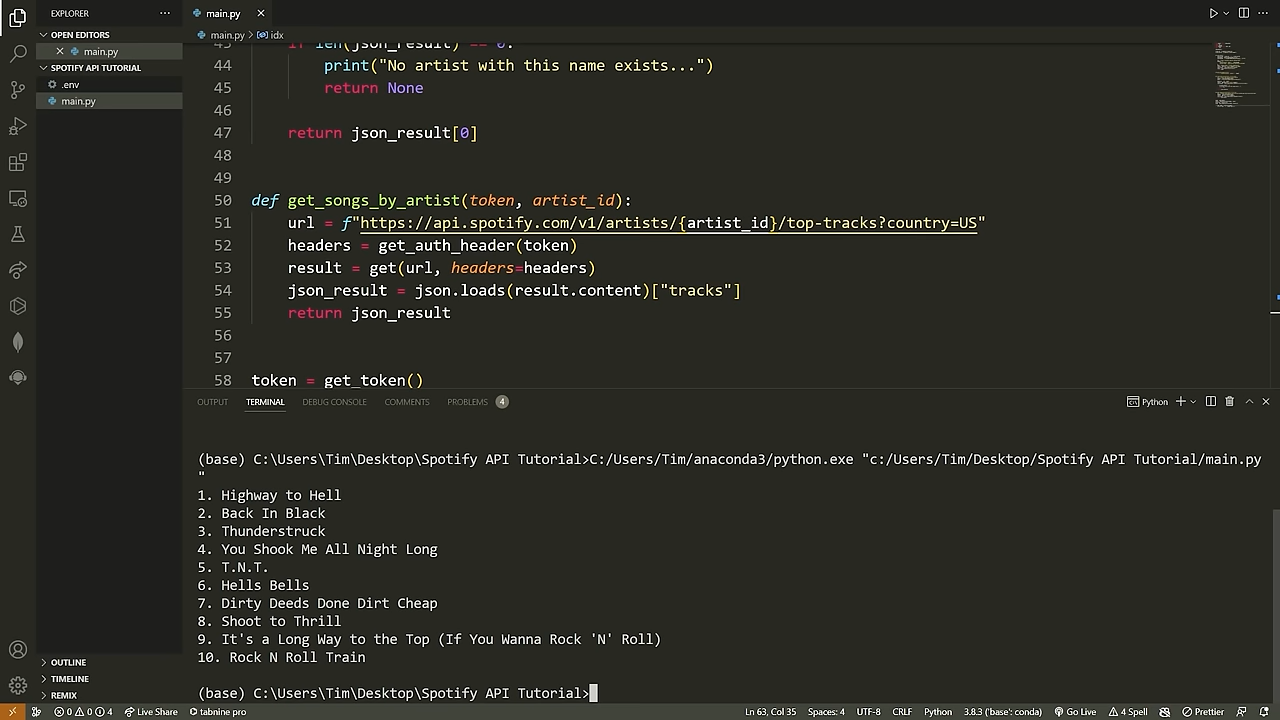 EXPLORER
OPEN EDITORS
main.py
SPOTIFY API TUTORIAL
.env
main.py
OUTLINE
TIMELINE
REMIX
main.py
main.py > idx
43 if len(json_result) == 0:
44 print("No artist with this name exists...")
45 return None
46
47 return json_result[0]
48
49
50 def get_songs_by_artist(token, artist_id):
51 url = f"https://api.spotify.com/v1/artists/{artist_id}/top-tracks?country=US"
52 headers = get_auth_header(token)
53 result = get(url, headers=headers)
54 json_result = json.loads(result.content)["tracks"]
55 return json_result
56
57
58 token = get_token()
OUTPUT TERMINAL DEBUG CONSOLE COMMENTS PROBLEMS 4 Python
(base) C:\Users\Tim\Desktop\Spotify API Tutorial>C:/Users/Tim/anaconda3/python.exe "c:/Users/Tim/Desktop/Spotify API Tutorial/main.py
"
1. Highway to Hell
2. Back In Black
3. Thunderstruck
4. You Shook Me All Night Long
5. T.N.T.
6. Hells Bells
7. Dirty Deeds Done Dirt Cheap
8. Shoot to Thrill
9. It's a Long Way to the Top (If You Wanna Rock 'N' Roll)
10. Rock N Roll Train
(base) C:\Users\Tim\Desktop\Spotify API Tutorial>
0 0 4 Live Share tabnine pro Ln 63, Col 35 Spaces: 4 UTF-8 CRLF Python 3.8.3 ('base': conda) Go Live 4 Spell Prettier